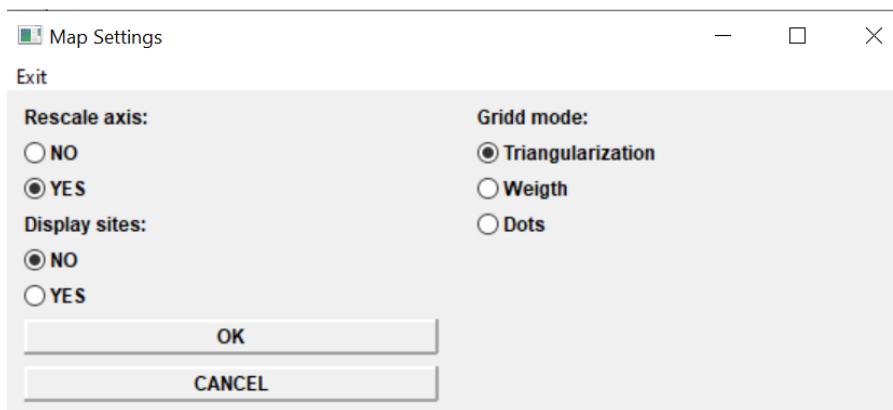 Map Settings
Exit
Rescale axis:
NO
YES
Display sites:
NO
YES
OK
CANCEL
Gridd mode:
Triangularization
Weigth
Dots